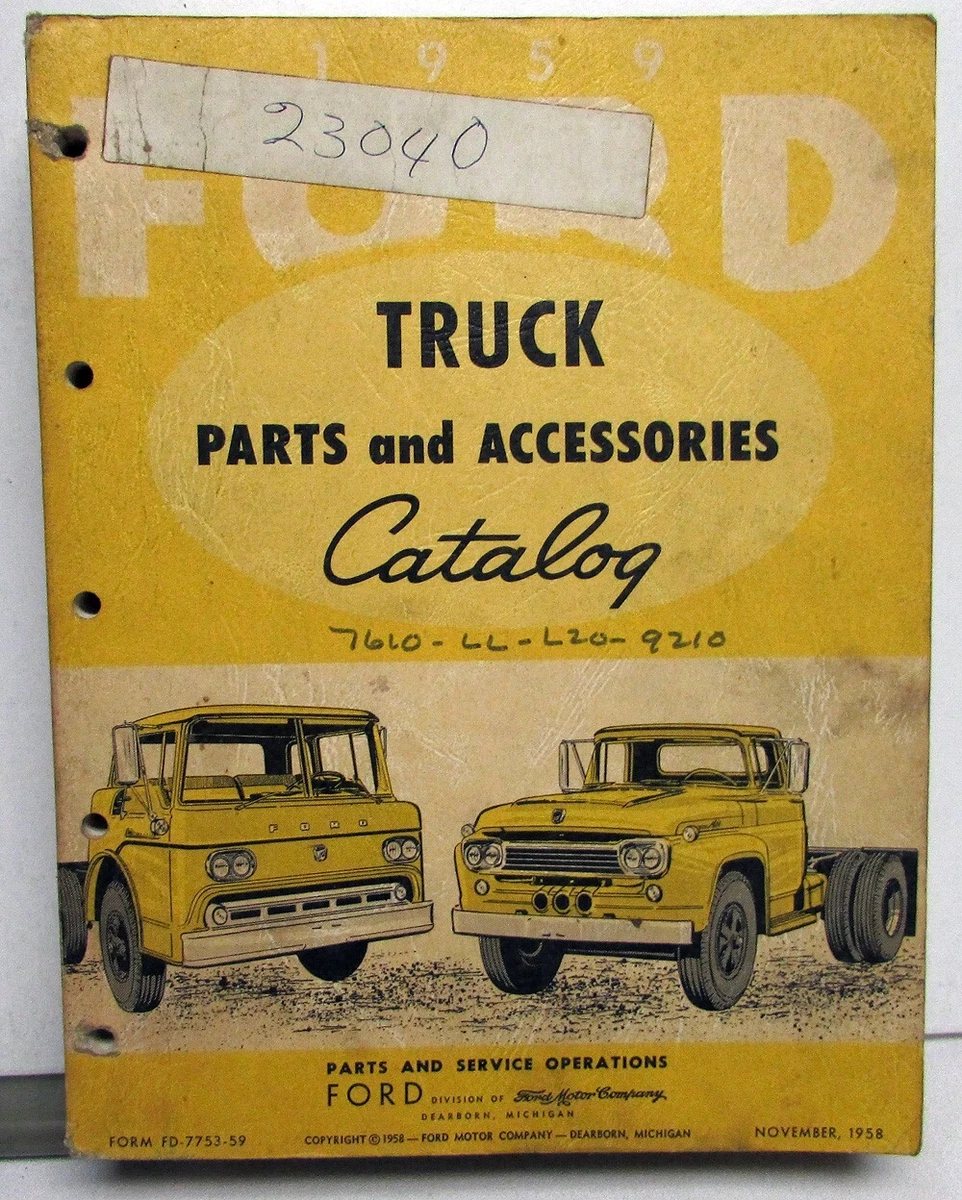 1959
FORD
23040
TRUCK
PARTS and ACCESSORIES
Catalog
7610 - LL - L20 - 9210
FORD
PARTS AND SERVICE OPERATIONS
FORD DIVISION OF Ford Motor Company
DEARBORN, MICHIGAN
FORM FD-7753-59 COPYRIGHT © 1958 — FORD MOTOR COMPANY — DEARBORN, MICHIGAN NOVEMBER, 1958